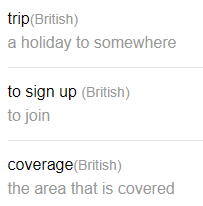 trip(British)
a holiday to somewhere
to sign up (British)
to join
coverage(British)
the area that is covered